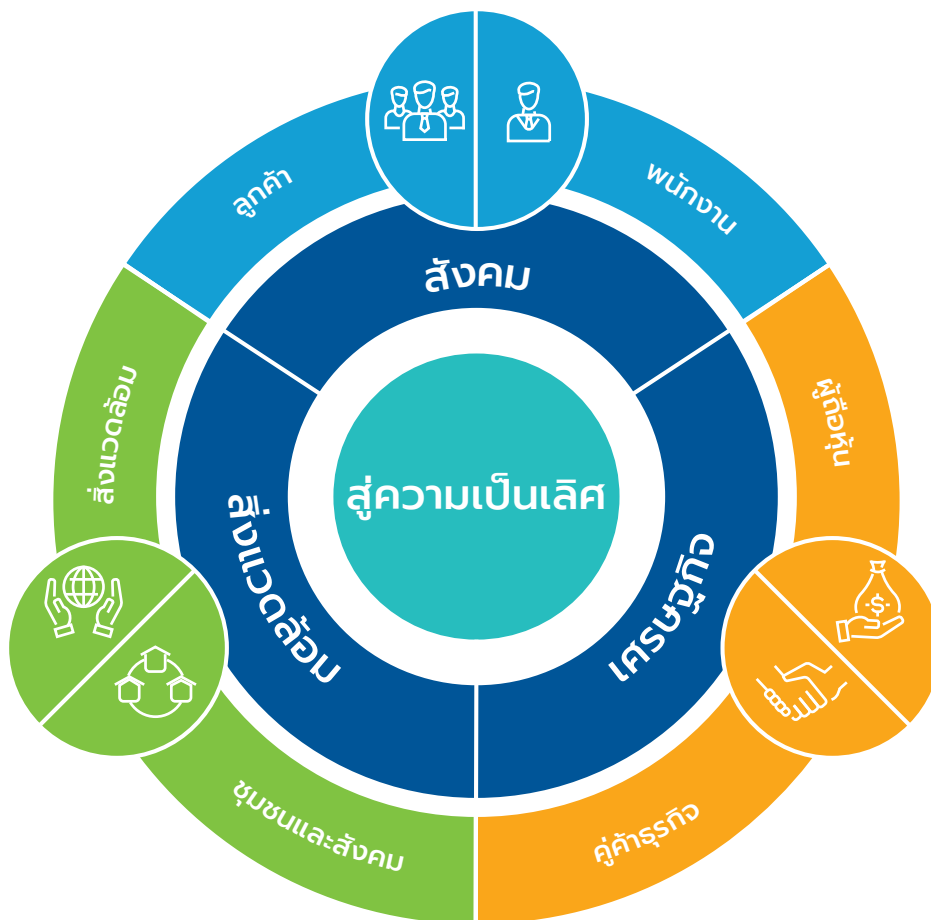 ลูกค้า
พนักงาน
สังคม
สิ่งแวดล้อม
ผู้ถือหุ้น
สู่ความเป็นเลิศ
สิ่งแวดล้อม
เศรษฐกิจ
ชุมชนและสังคม
คู่ค้าธุรกิจ
$